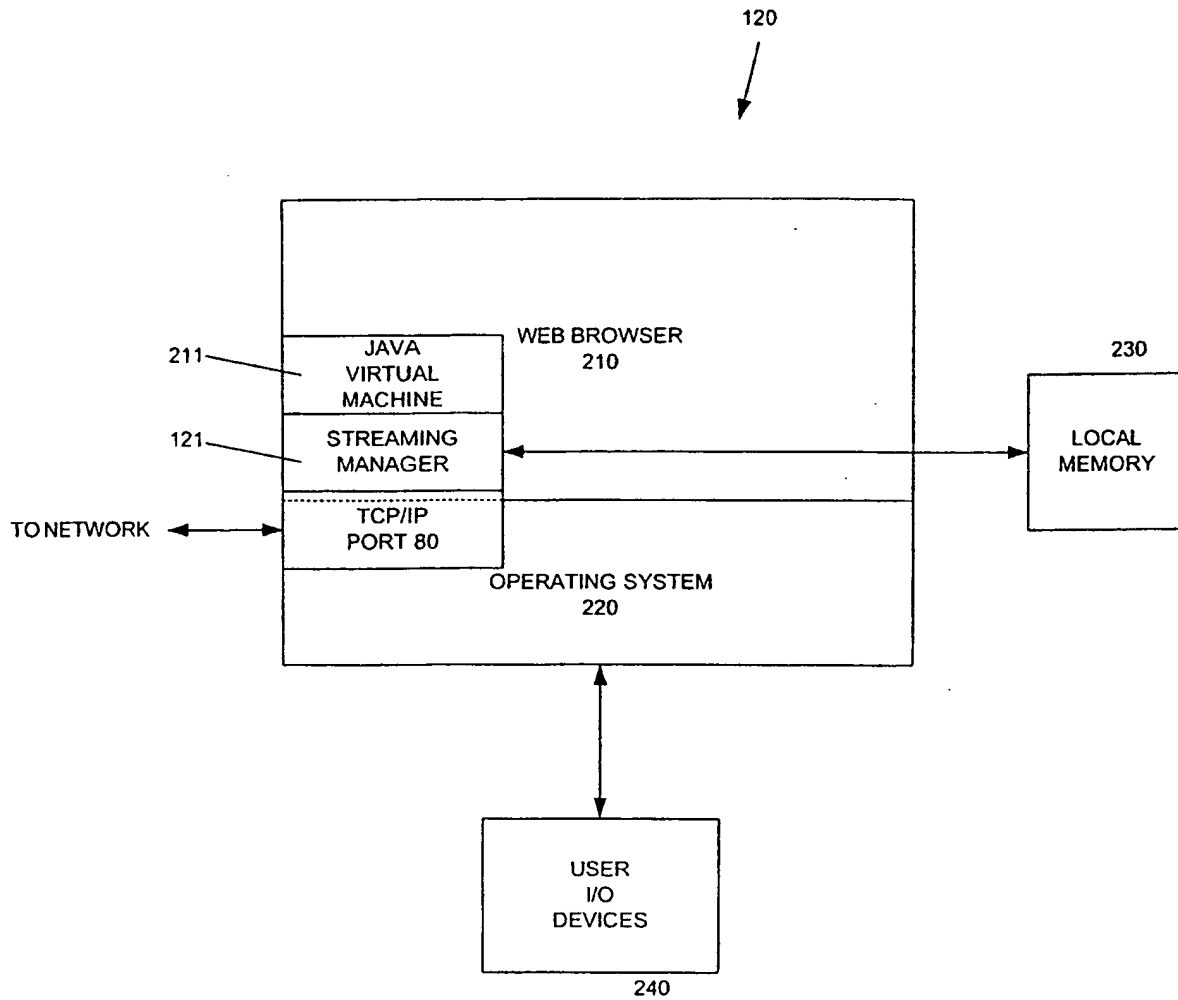 120
WEB BROWSER
210
211
JAVA
VIRTUAL
MACHINE
230
121
STREAMING
MANAGER
LOCAL
MEMORY
TO NETWORK
TCP/IP
PORT 80
OPERATING SYSTEM
220
USER
I/O
DEVICES
240